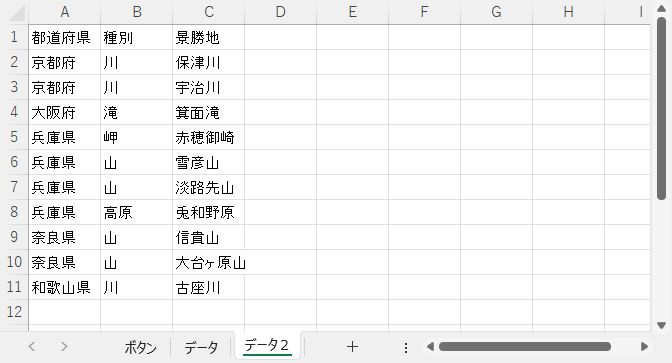 A B C D E F G H I
1 都道府県 種別 景勝地
2 京都府 川 保津川
3 京都府 川 宇治川
4 大阪府 滝 箕面滝
5 兵庫県 岬 赤穂御崎
6 兵庫県 山 雪彦山
7 兵庫県 山 淡路先山
8 兵庫県 高原 兎和野原
9 奈良県 山 信貴山
10 奈良県 山 大台ヶ原山
11 和歌山県 川 古座川
12
ボタン データ データ2